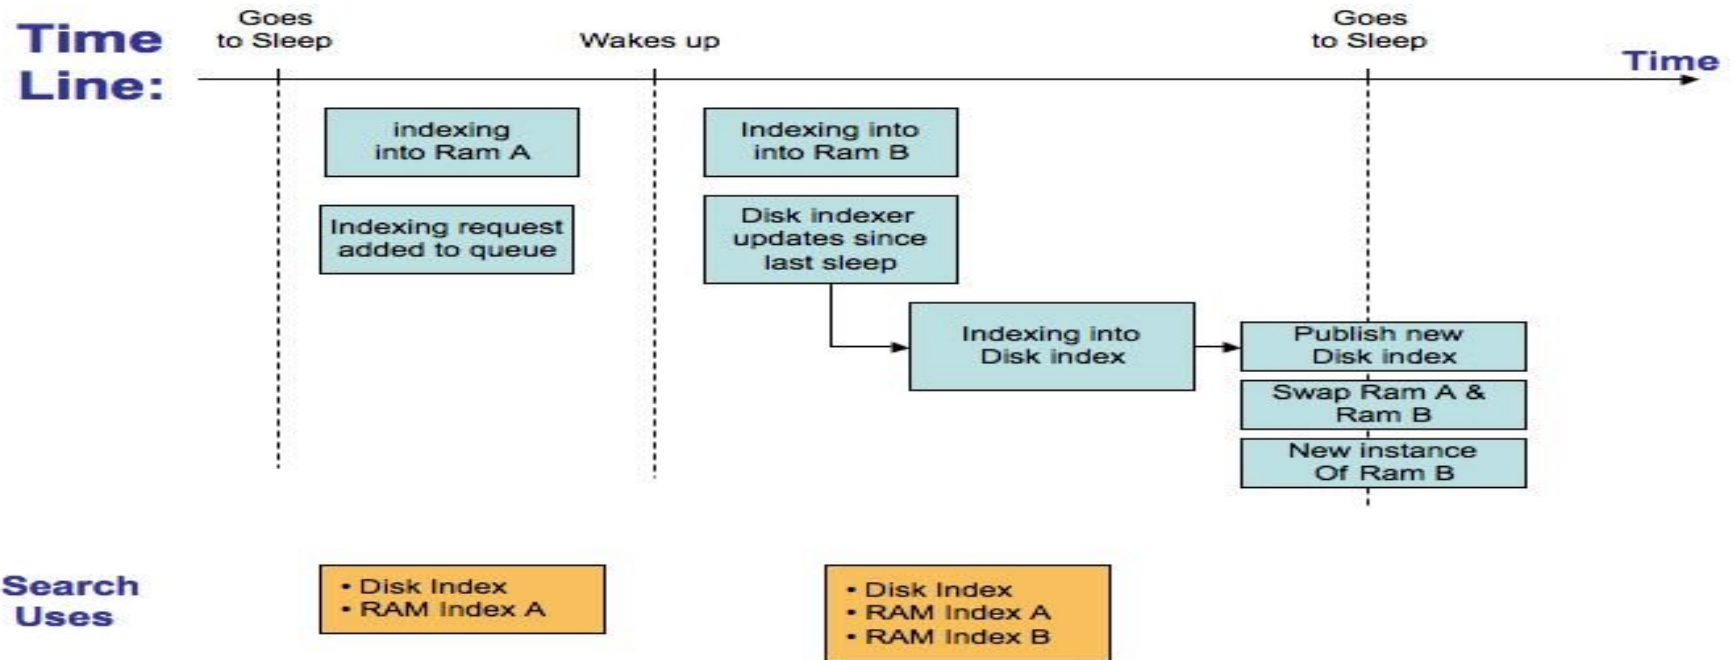 Time
Line:
Goes
to Sleep
Wakes up
Goes
to Sleep
Time
indexing
into Ram A
Indexing request
added to queue
Indexing into
into Ram B
Disk indexer
updates since
last sleep
Indexing into
Disk index
Publish new
Disk index
Swap Ram A &
Ram B
New instance
Of Ram B
Search
Uses
• Disk Index
• RAM Index A
• Disk Index
• RAM Index A
• RAM Index B